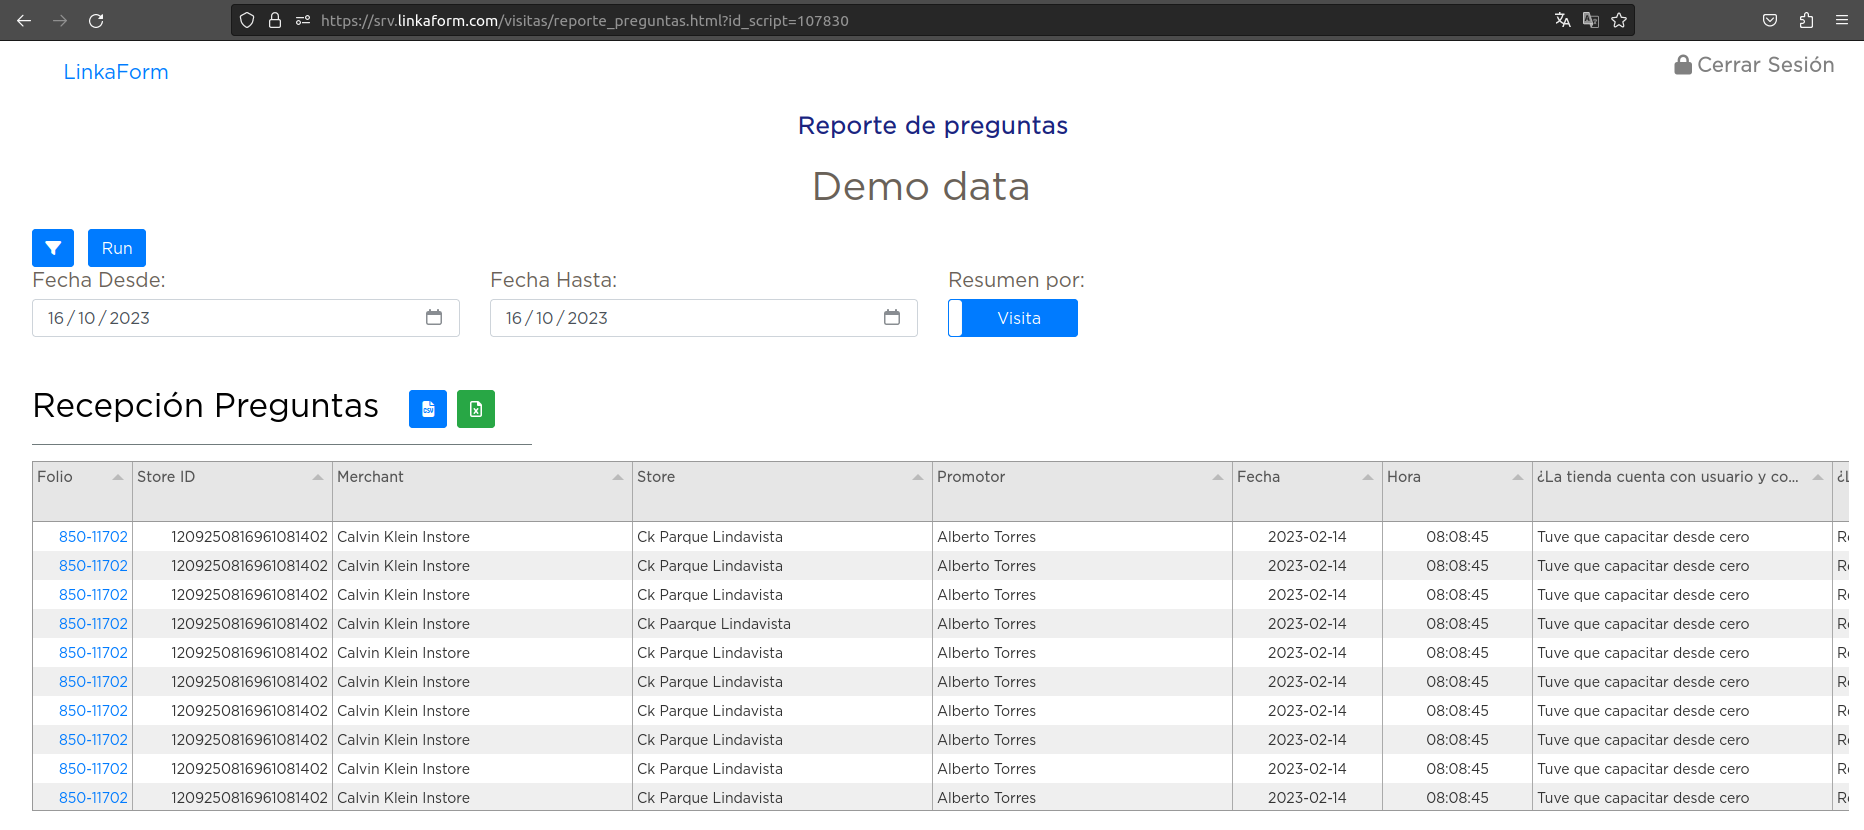 https://srv.linkaform.com/visitas/reporte_preguntas.html?id_script=107830
LinkaForm
Cerrar Sesión
Reporte de preguntas
Demo data
Run
Fecha Desde: Fecha Hasta: Resumen por:
16/10/2023 16/10/2023 Visita
Recepción Preguntas
Folio Store ID Merchant Store Promotor Fecha Hora ¿La tienda cuenta con usuario y co...
850-11702 1209250816961081402 Calvin Klein Instore Ck Parque Lindavista Alberto Torres 2023-02-14 08:08:45 Tuve que capacitar desde cero
850-11702 1209250816961081402 Calvin Klein Instore Ck Parque Lindavista Alberto Torres 2023-02-14 08:08:45 Tuve que capacitar desde cero
850-11702 1209250816961081402 Calvin Klein Instore Ck Parque Lindavista Alberto Torres 2023-02-14 08:08:45 Tuve que capacitar desde cero
850-11702 1209250816961081402 Calvin Klein Instore Ck Paarque Lindavista Alberto Torres 2023-02-14 08:08:45 Tuve que capacitar desde cero
850-11702 1209250816961081402 Calvin Klein Instore Ck Parque Lindavista Alberto Torres 2023-02-14 08:08:45 Tuve que capacitar desde cero
850-11702 1209250816961081402 Calvin Klein Instore Ck Parque Lindavista Alberto Torres 2023-02-14 08:08:45 Tuve que capacitar desde cero
850-11702 1209250816961081402 Calvin Klein Instore Ck Parque Lindavista Alberto Torres 2023-02-14 08:08:45 Tuve que capacitar desde cero
850-11702 1209250816961081402 Calvin Klein Instore Ck Parque Lindavista Alberto Torres 2023-02-14 08:08:45 Tuve que capacitar desde cero
850-11702 1209250816961081402 Calvin Klein Instore Ck Parque Lindavista Alberto Torres 2023-02-14 08:08:45 Tuve que capacitar desde cero
850-11702 1209250816961081402 Calvin Klein Instore Ck Parque Lindavista Alberto Torres 2023-02-14 08:08:45 Tuve que capacitar desde cero